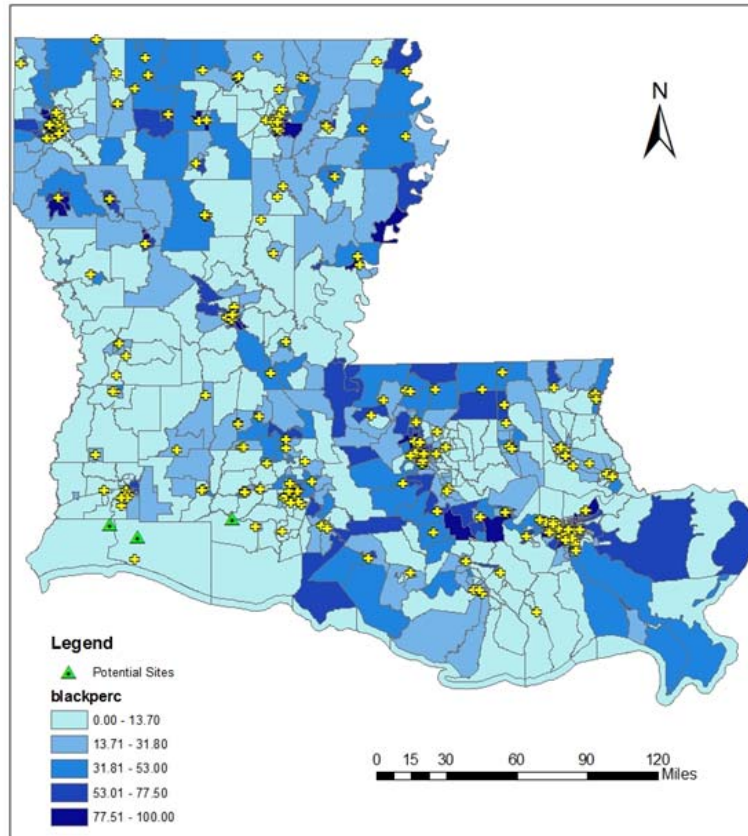 N
Legend
Potential Sites
blackperc
0.00 - 13.70
13.71 - 31.80
31.81 - 53.00
53.01 - 77.50
77.51 - 100.00
0 15 30 60 90 120
Miles